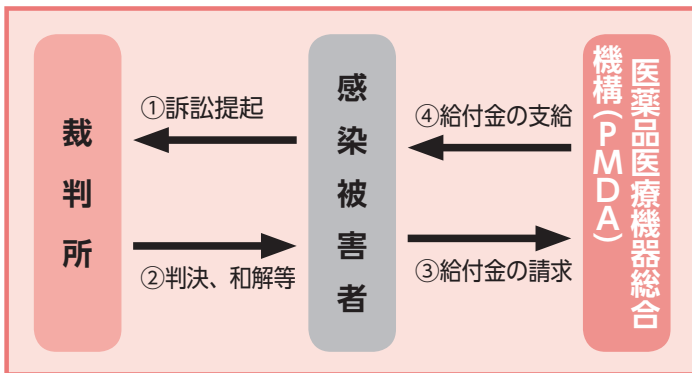 裁判所
①訴訟提起
②判決、和解等
感染被害者
④給付金の支給
③給付金の請求
医薬品医療機器総合
機構（PMDA）